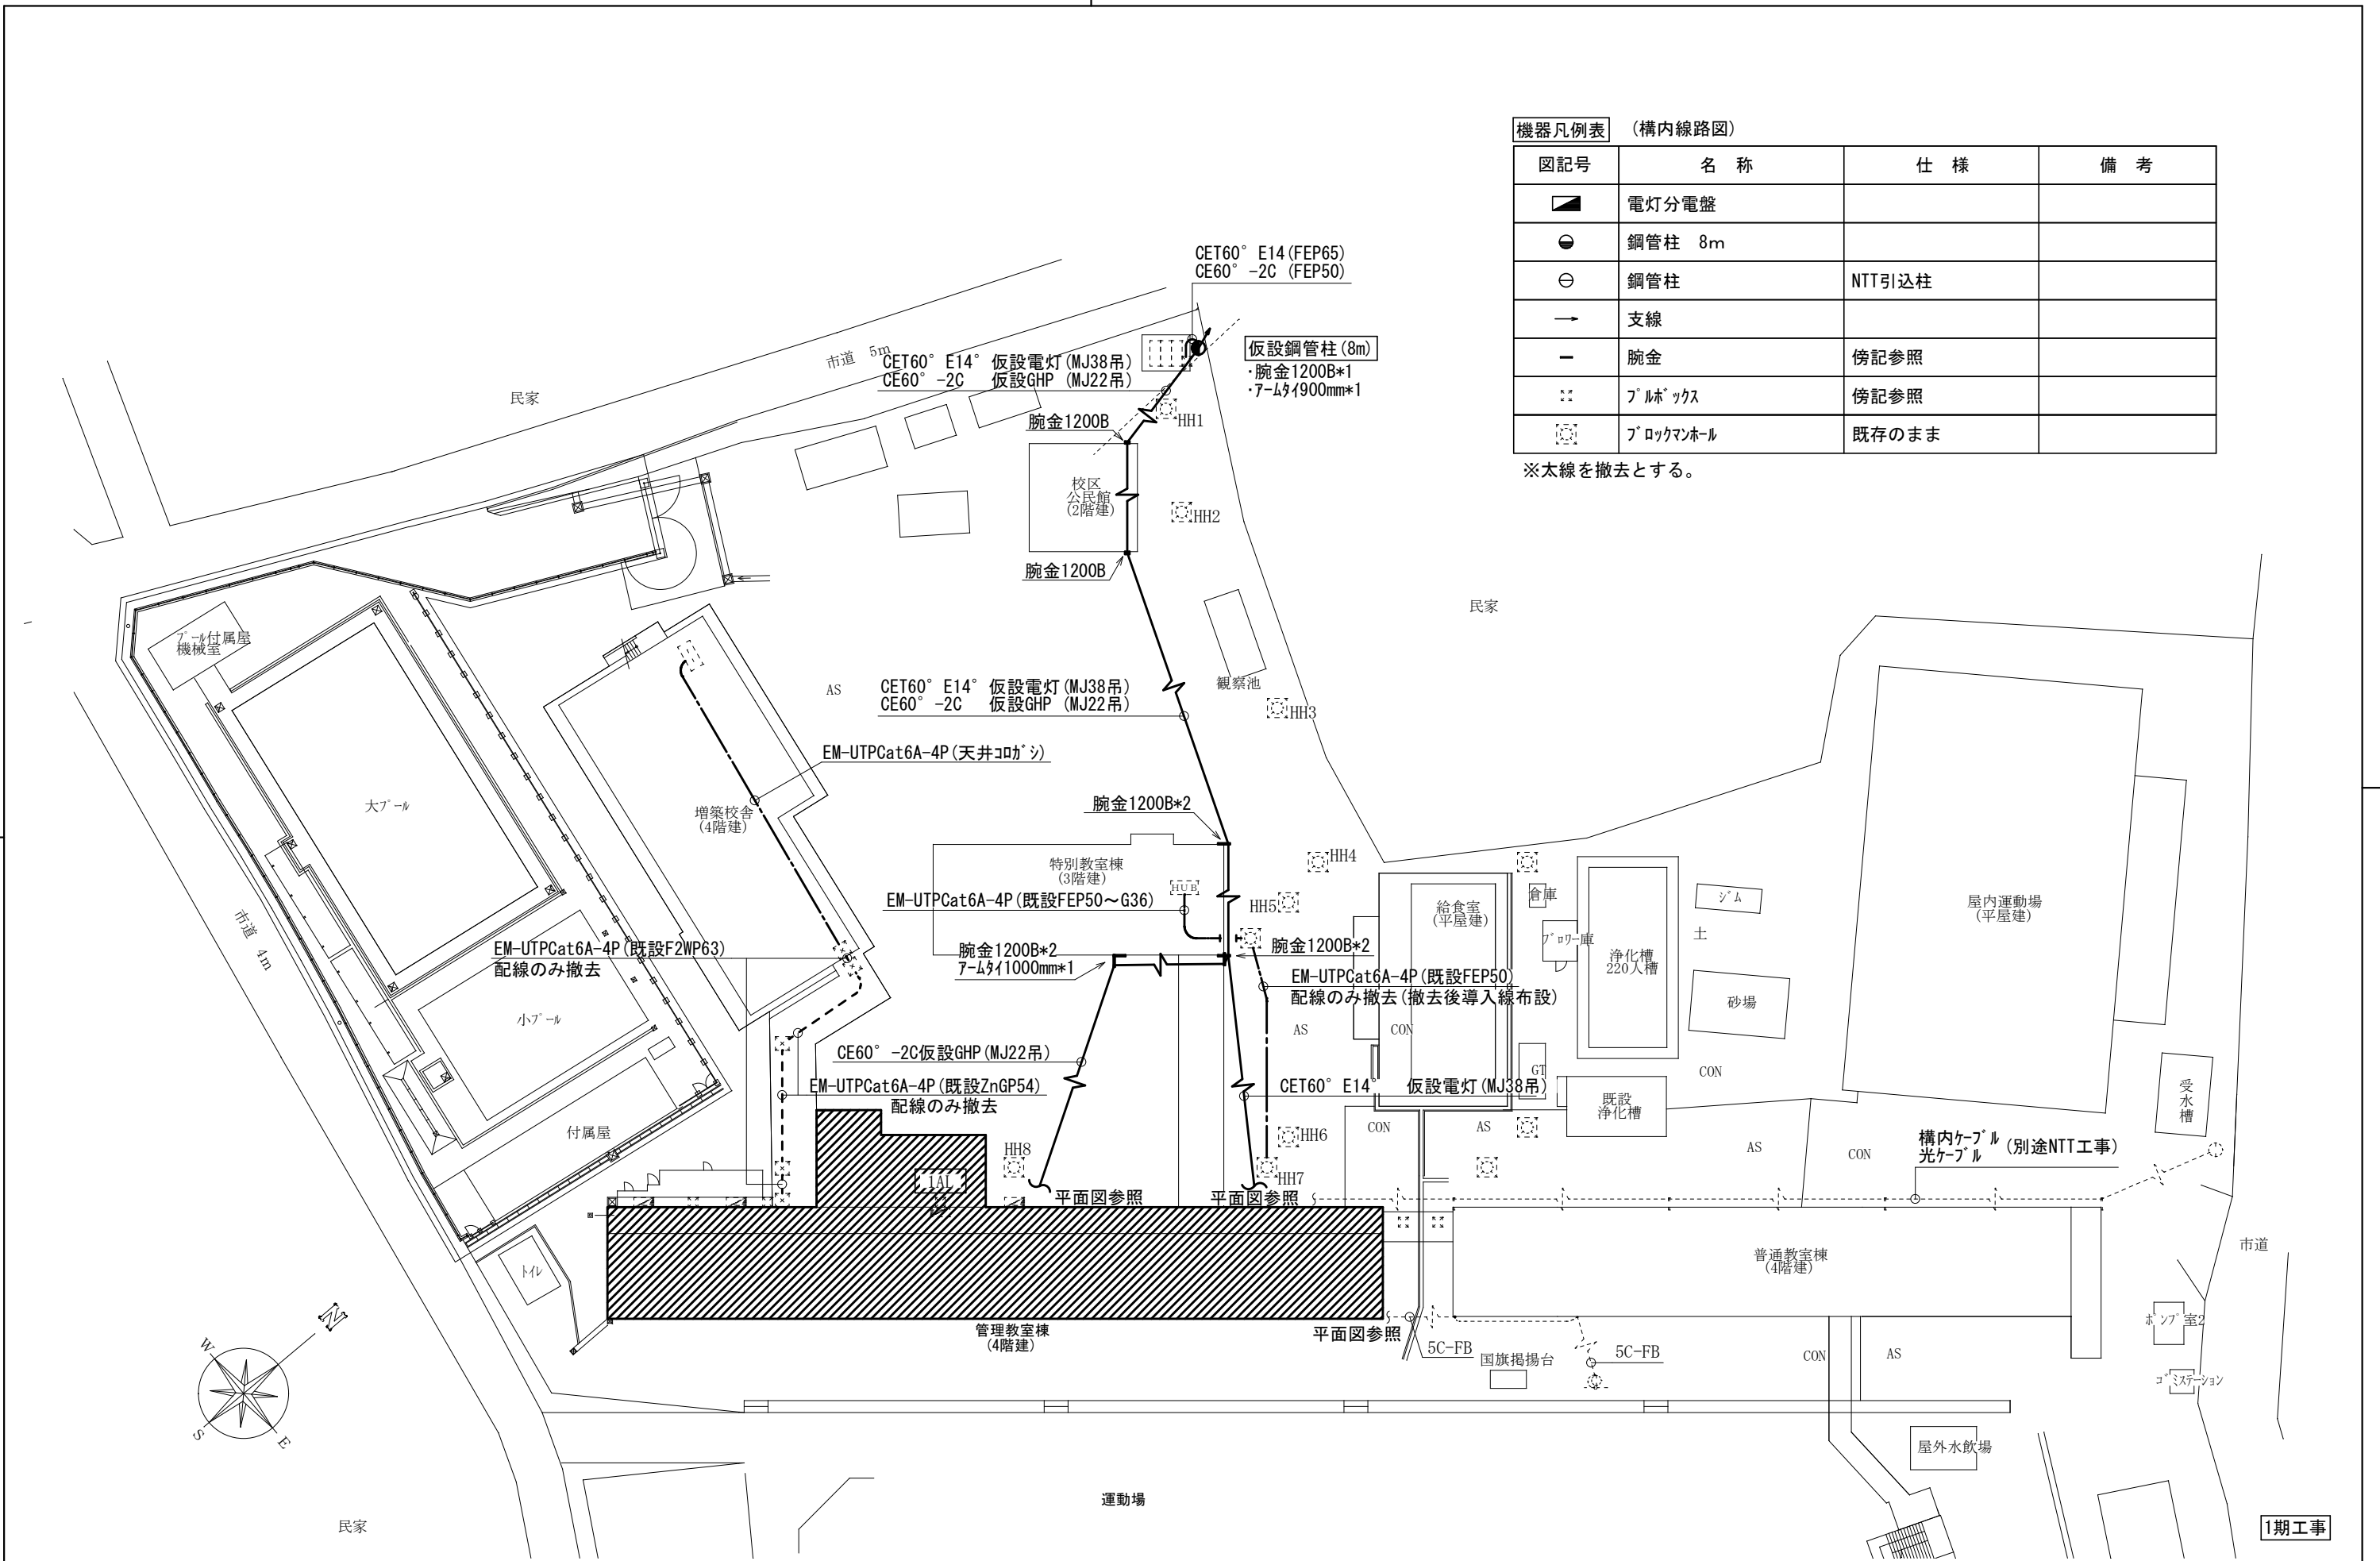 機器凡例表 (構内線路図)
図記号 名 称 仕 様 備 考
電灯分電盤
鋼管柱 8m
鋼管柱 NTT引込柱
支線
腕金 傍記参照
プルボックス 傍記参照
ブロックマンホール 既存のまま
※太線を撤去とする。
CET60° E14(FEP65)
CE60° -2C (FEP50)
市道 5m
CET60° E14° 仮設電灯(MJ38吊)
CE60° -2C 仮設GHP (MJ22吊)
仮設鋼管柱(8m)
・腕金1200B*1
・アームタイ900mm*1
民家
腕金1200B
HH1
校区
公民館
(2階建)
HH2
腕金1200B
民家
プール付属屋
機械室
観察池
AS
CET60° E14° 仮設電灯(MJ38吊)
CE60° -2C 仮設GHP (MJ22吊)
HH3
EM-UTPCat6A-4P(天井コロガシ)
大プール
増築校舎
(4階建)
腕金1200B*2
特別教室棟
(3階建)
HH4
HUB
EM-UTPCat6A-4P(既設FEP50～G36)
HH5
給食室
(平屋建)
倉庫
ジム
屋内運動場
(平屋建)
市道 4m
EM-UTPCat6A-4P(既設F2WP63)
配線のみ撤去
腕金1200B*2
アームタイ1000mm*1
腕金1200B*2
ブロワー庫
土
浄化槽
220人槽
EM-UTPCat6A-4P(既設FEP50)
配線のみ撤去(撤去後導入線布設)
砂場
小プール
AS
CON
CE60° -2C仮設GHP(MJ22吊)
GT
CON
EM-UTPCat6A-4P(既設ZnGP54)
配線のみ撤去
CET60° E14° 仮設電灯(MJ38吊)
既設
浄化槽
受水槽
付属屋
CON
AS
HH6
HH8
HH7
AS
CON
構内ケーブル
光ケーブル
(別途NTT工事)
1AL
平面図参照
平面図参照
普通教室棟
(4階建)
市道
トイレ
N
W
S
E
管理教室棟
(4階建)
平面図参照
5C-FB
国旗掲揚台
5C-FB
CON
AS
ポンプ室2
ゴミステーション
屋外水飲場
運動場
民家
1期工事